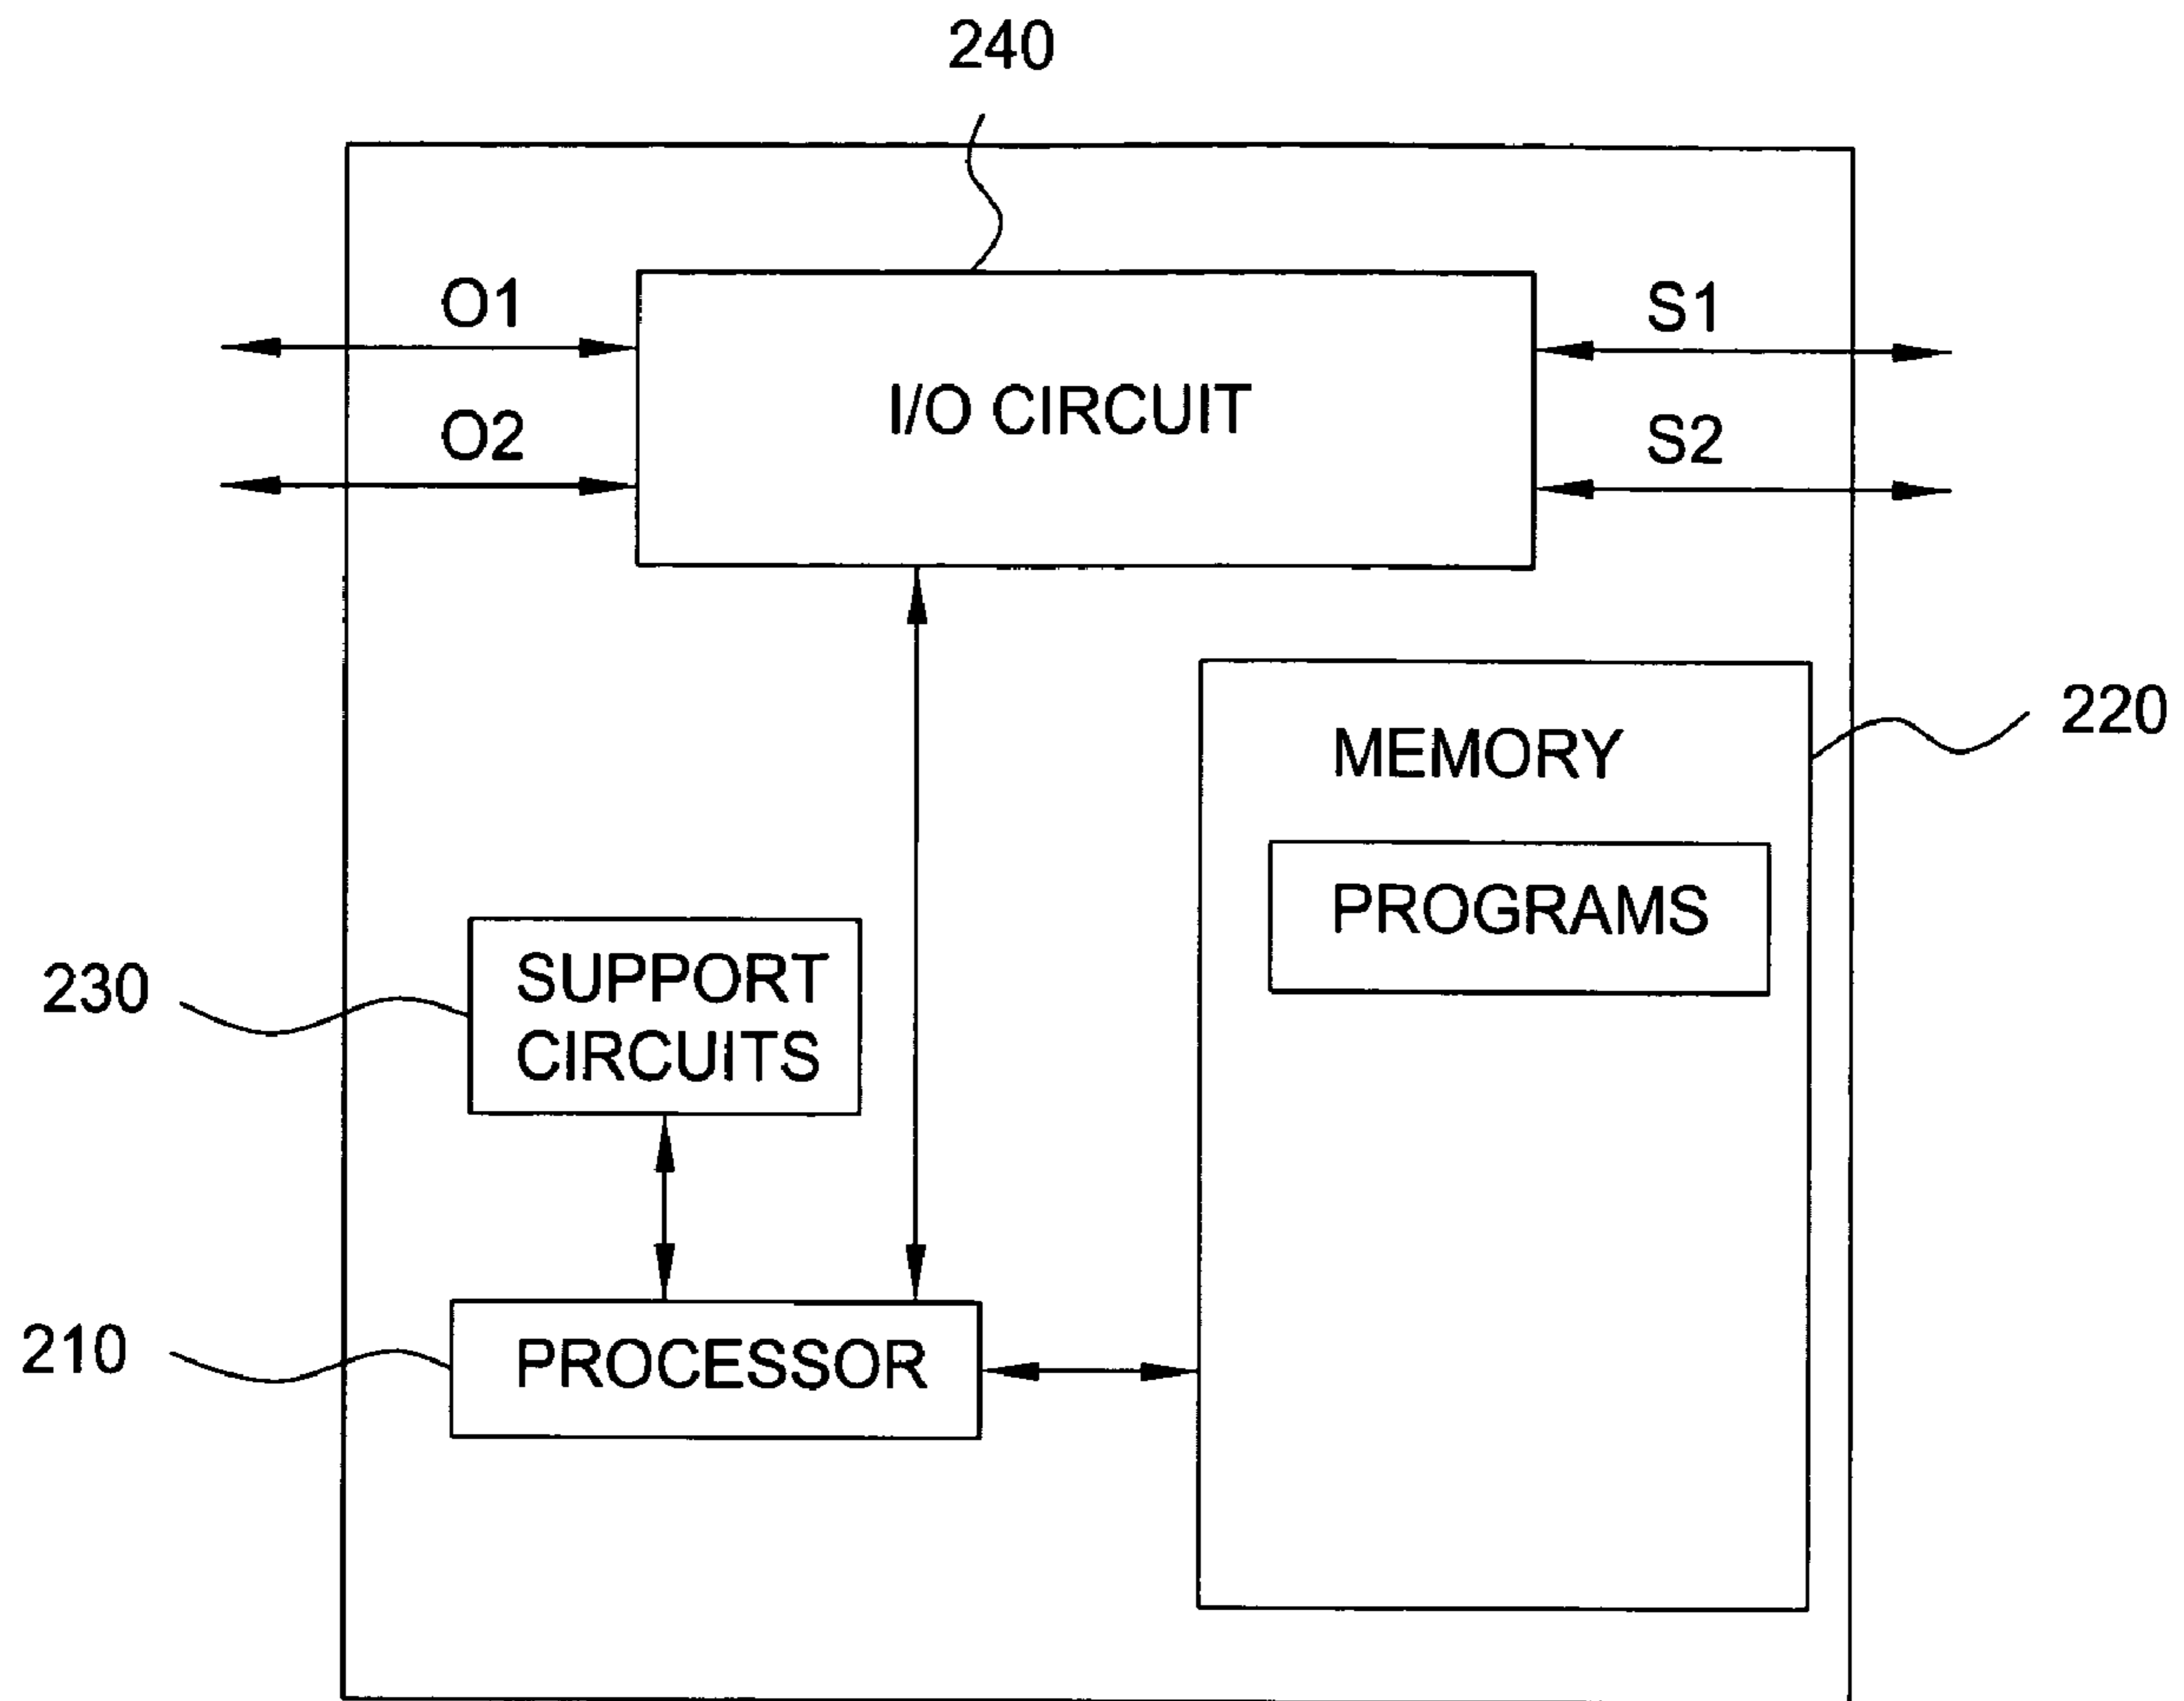 240
O1
S1
I/O CIRCUIT
O2
S2
220
MEMORY
PROGRAMS
230
SUPPORT
CIRCUITS
210
PROCESSOR